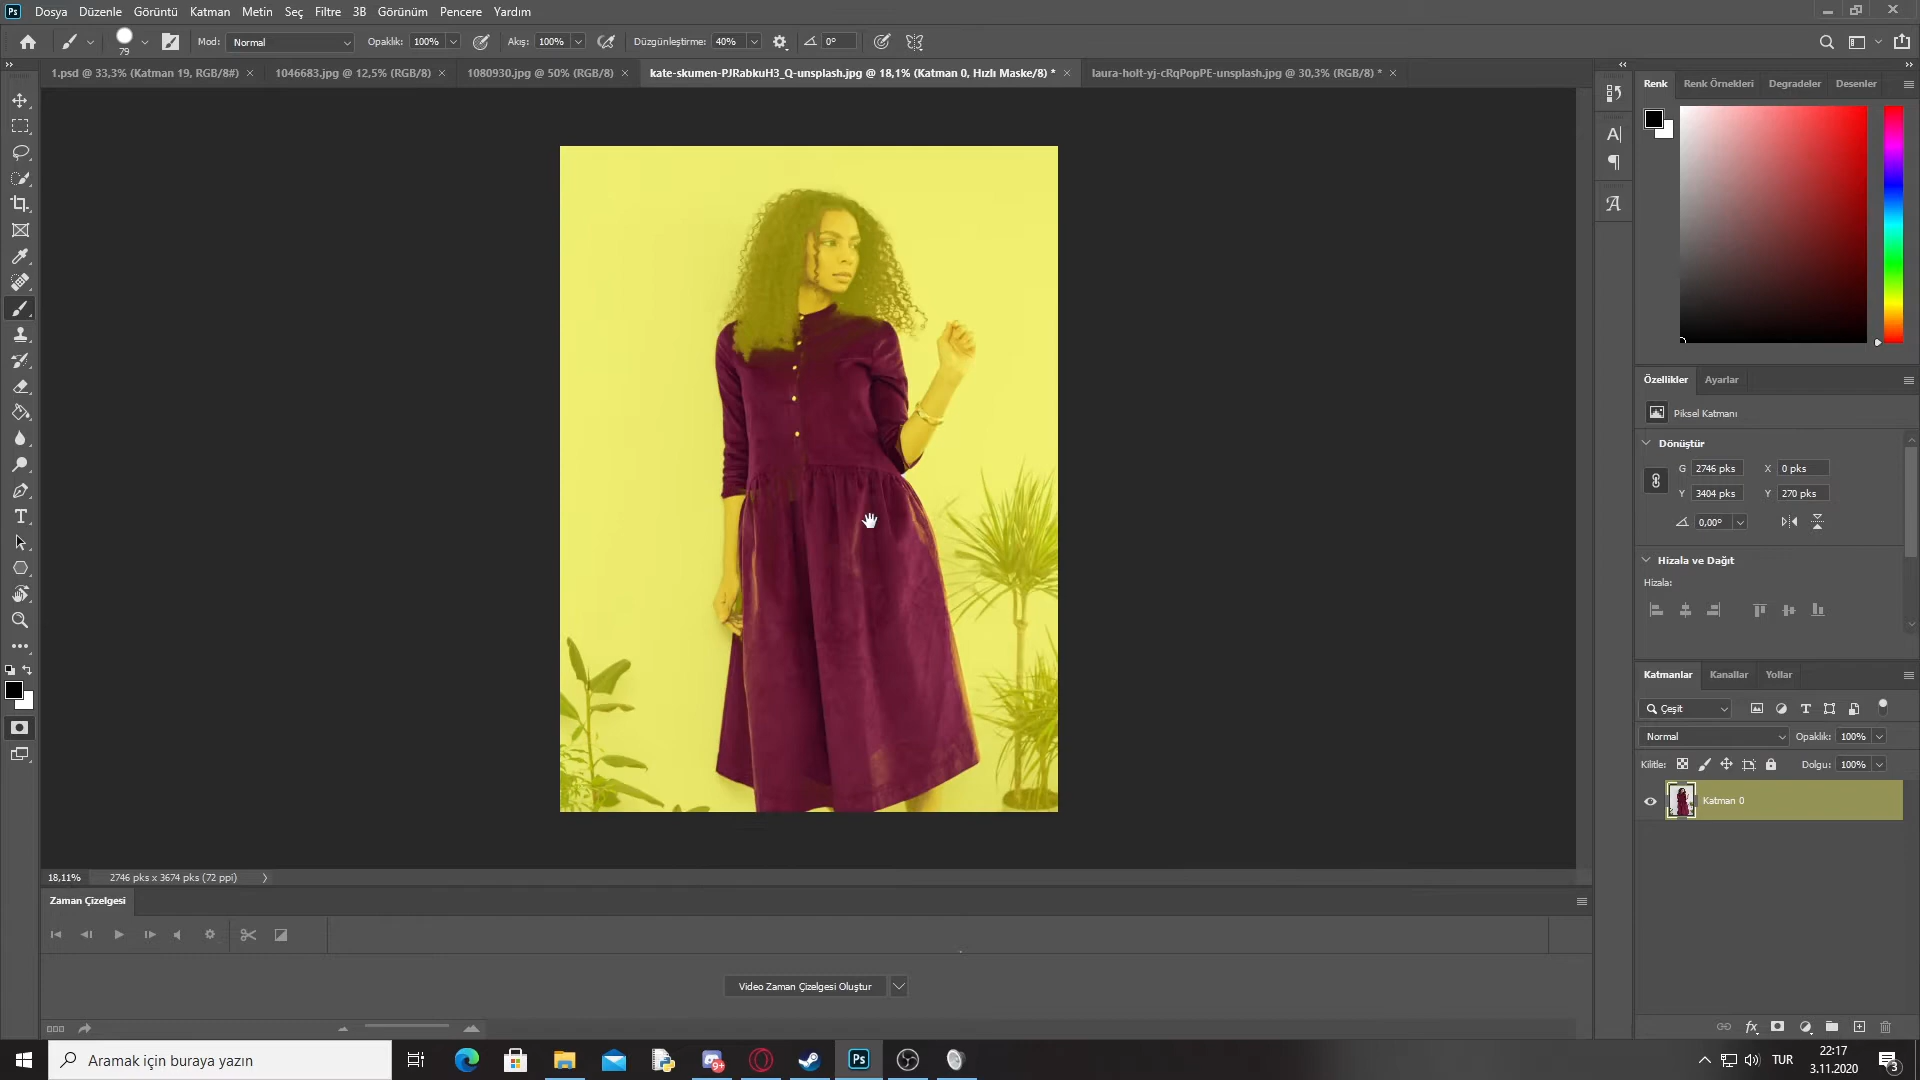 Ps Dosya Düzenle Görüntü Katman Metin Seç Filtre 3B Görünüm Pencere Yardım
79 Mod: Normal Opaklık: 100% Akış: 100% Düzgünleştirme: 40% 0°
1.psd @ 33,3% (Katman 19, RGB/8#) × 1046683.jpg @ 12,5% (RGB/8) × 1080930.jpg @ 50% (RGB/8) × kate-skumen-PJRabkuH3_Q-unsplash.jpg @ 18,1% (Katman 0, Hızlı Maske/8) * × laura-holt-yj-cRqPopPE-unsplash.jpg @ 30,3% (RGB/8) * ×
Renk Renk Örnekleri Degradeler Desenler
Özellikler Ayarlar
Piksel Katmanı
Dönüştür
G 2746 pks X 0 pks
Y 3404 pks Y 270 pks
0,00°
Hizala ve Dağıt
Hizala:
Katmanlar Kanallar Yollar
Çeşit
Normal Opaklık: 100%
Kilitle: Dolgu: 100%
Katman 0
18,11% 2746 pks x 3674 pks (72 ppi)
Zaman Çizelgesi
Video Zaman Çizelgesi Oluştur
Aramak için buraya yazın
9+
Ps
TUR
22:17
3.11.2020
3